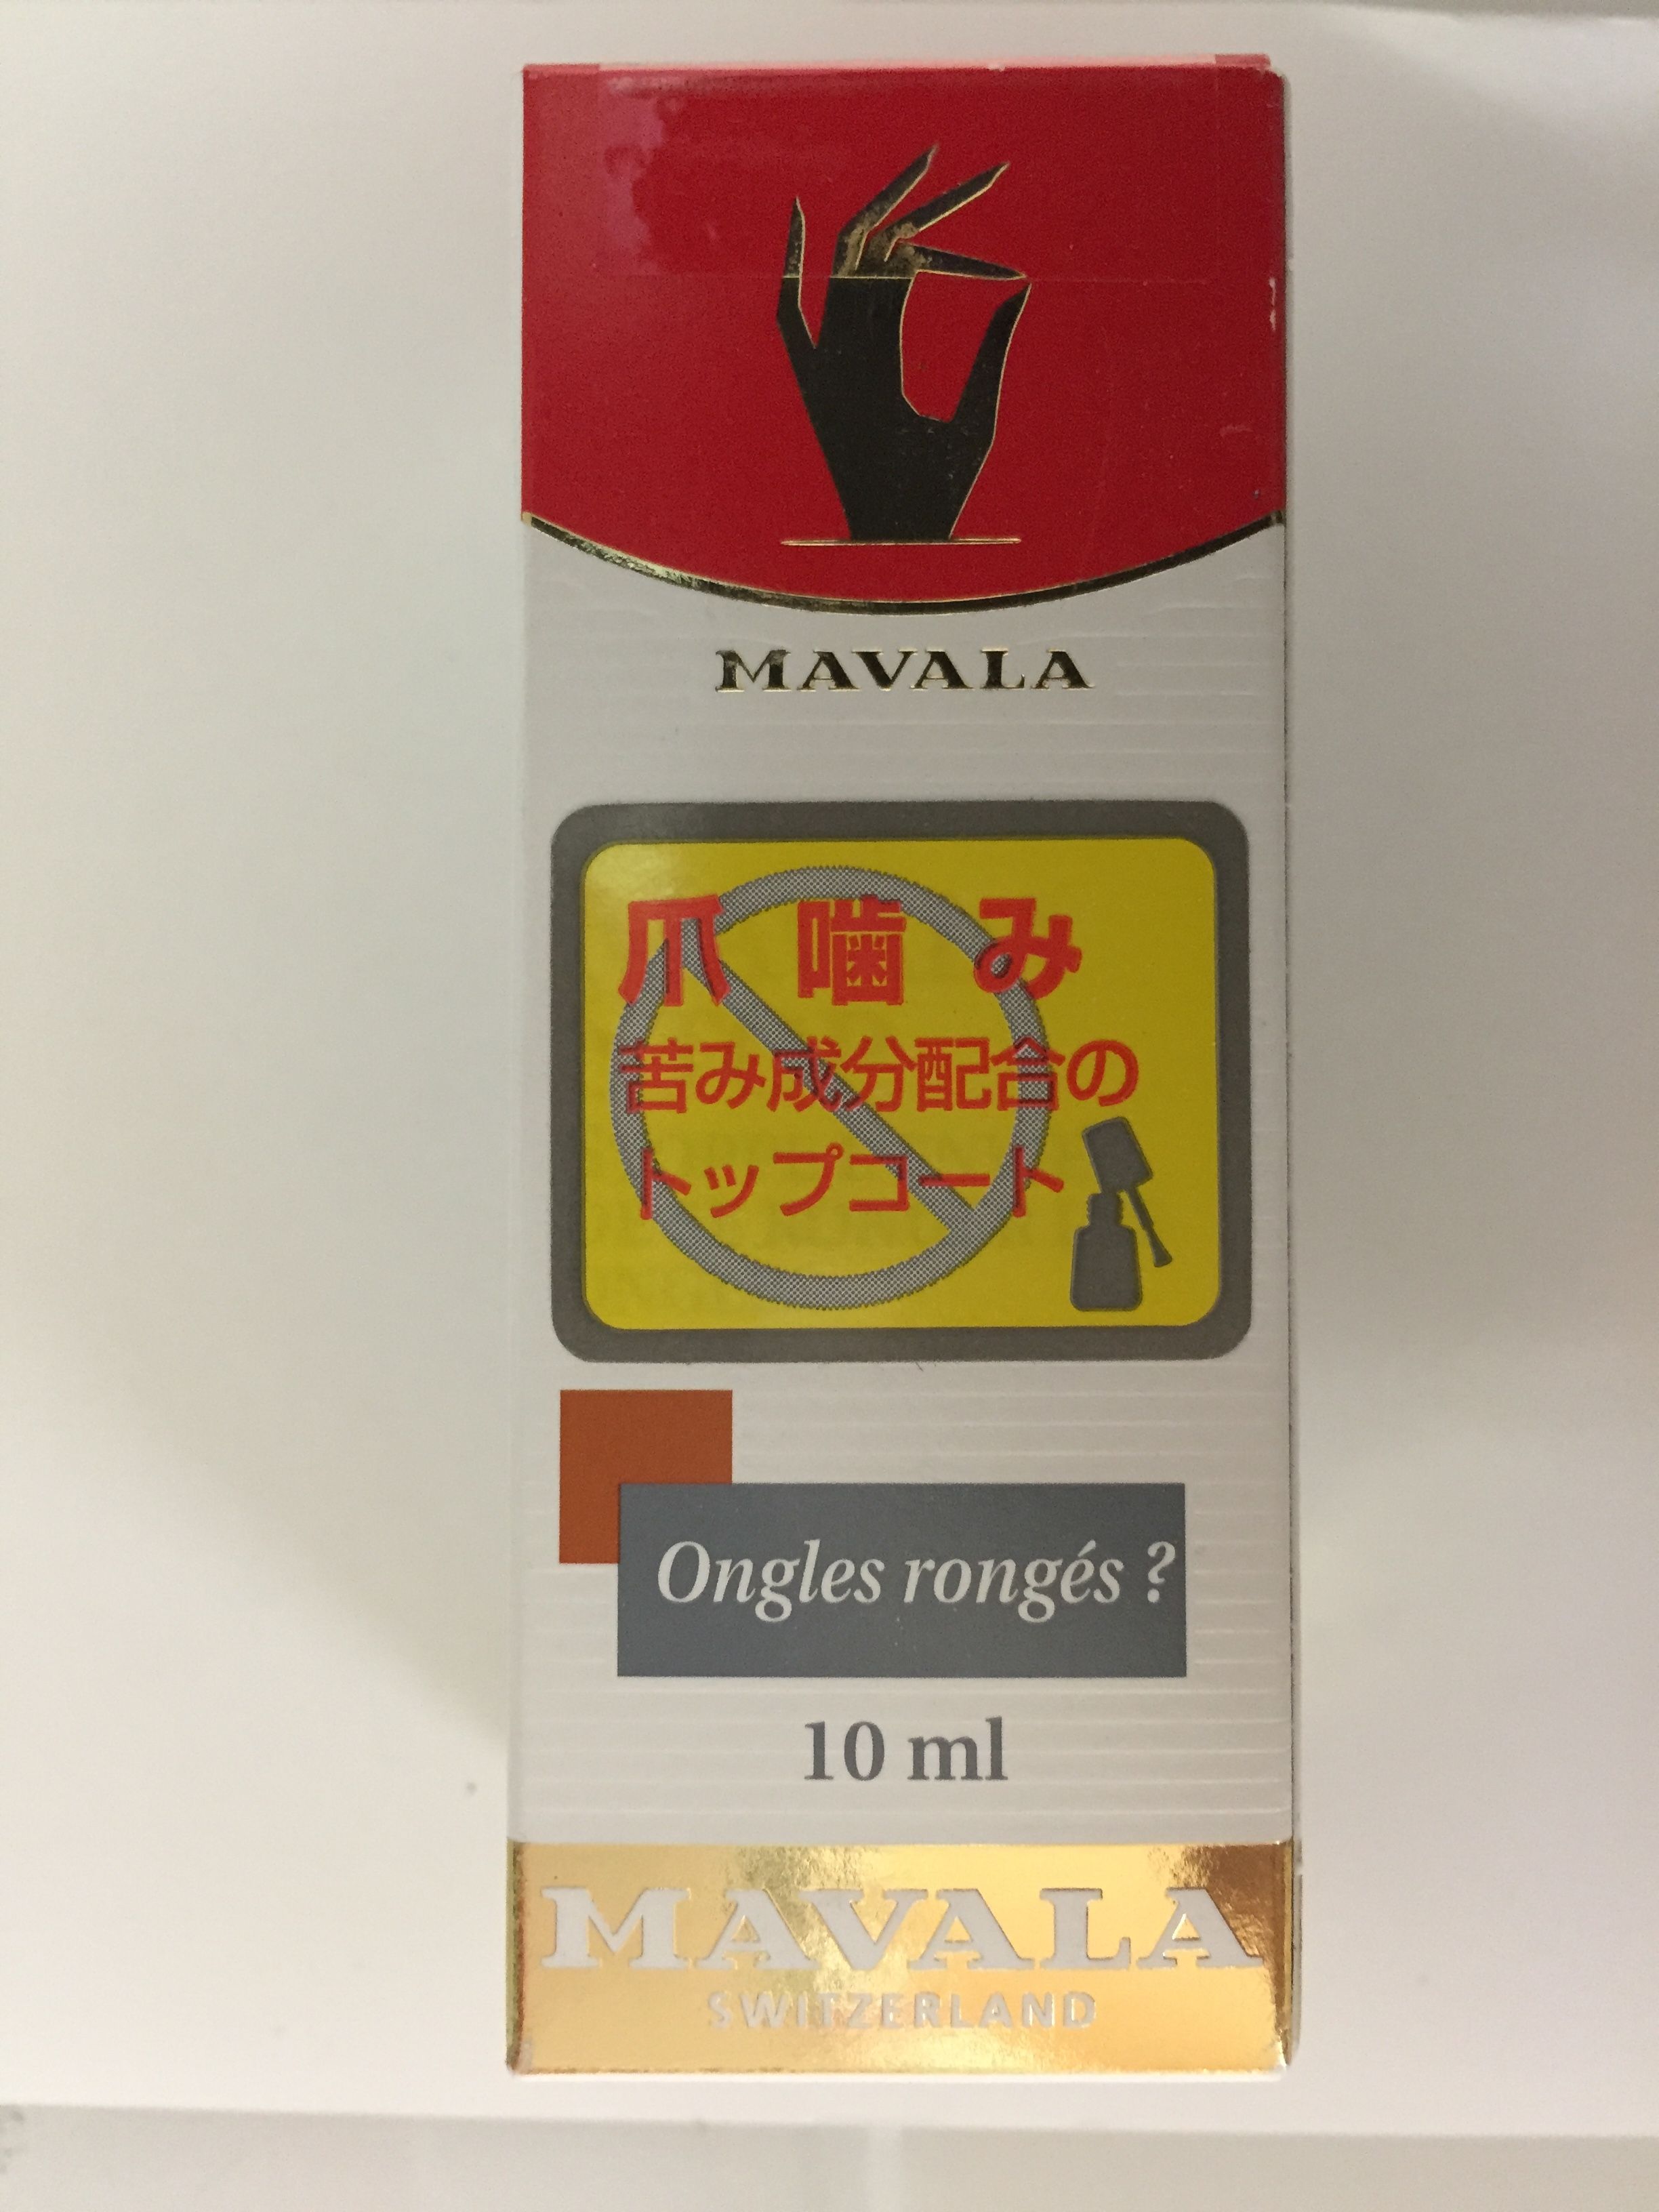 MAVALA
爪噛み
苦み成分配合の
トップコート
Ongles rongés ?
10 ml
MAVALA
SWITZERLAND